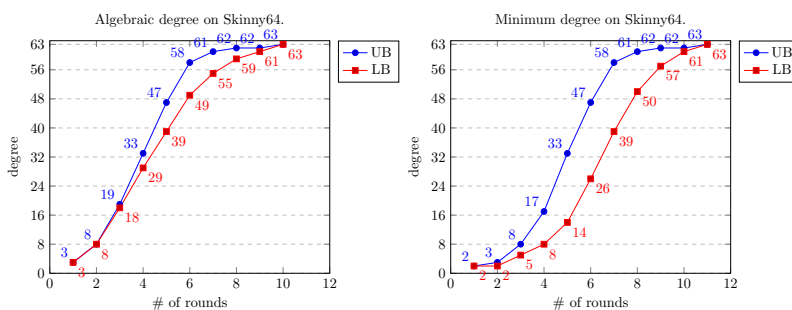 Algebraic degree on Skinny64.
63
56
48
40
32
24
16
8
0
0 2 4 6 8 10 12
degree
# of rounds
3 8 19 33 47 58 61 62 62 63
3 8 18 29 39 49 55 59 61 63
UB
LB
Minimum degree on Skinny64.
63
56
48
40
32
24
16
8
0
0 2 4 6 8 10 12
degree
# of rounds
2 3 8 17 33 47 58 61 62 62 63
2 2 5 8 14 26 39 50 57 61 63
UB
LB